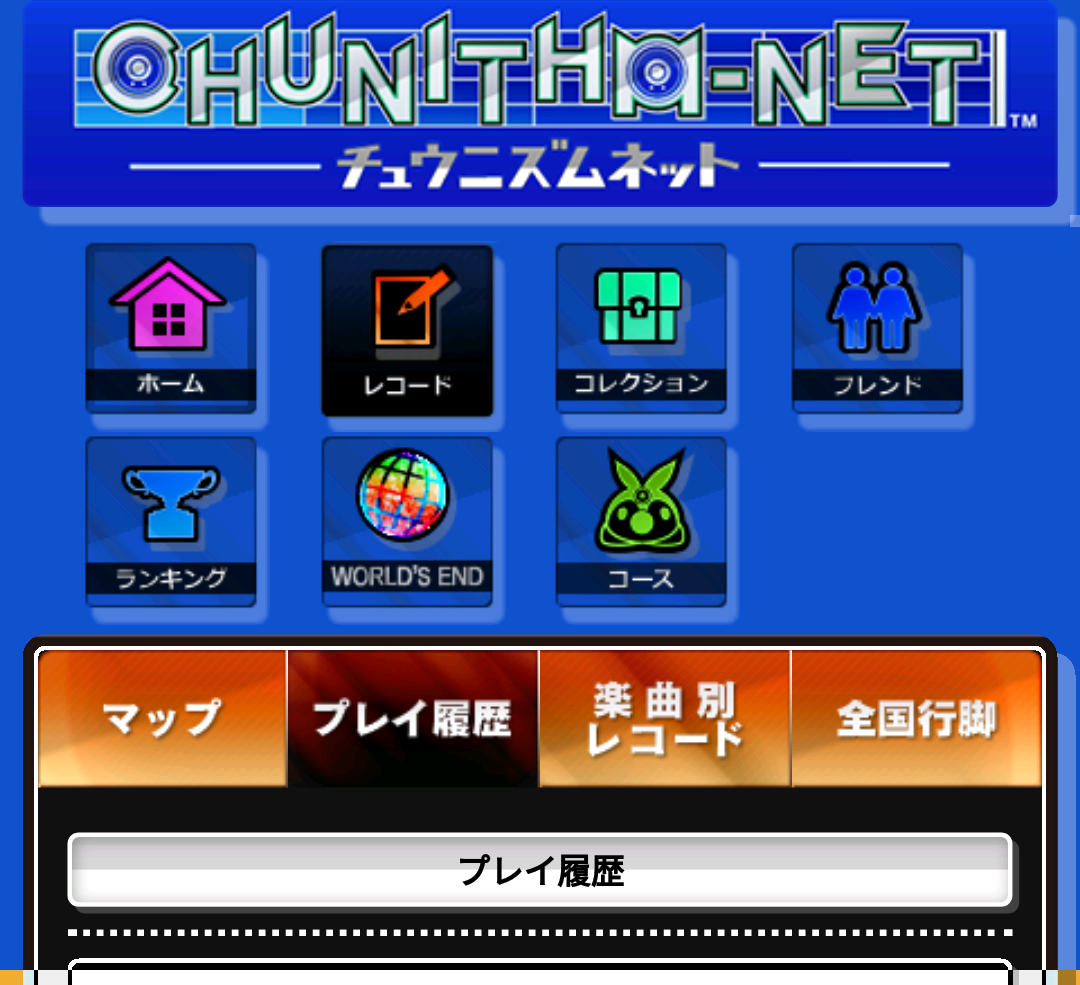 CHUNITHM-NET™
チュウニズムネット
ホーム
レコード
コレクション
フレンド
ランキング
WORLD'S END
コース
マップ
プレイ履歴
楽曲別
レコード
全国行脚
プレイ履歴